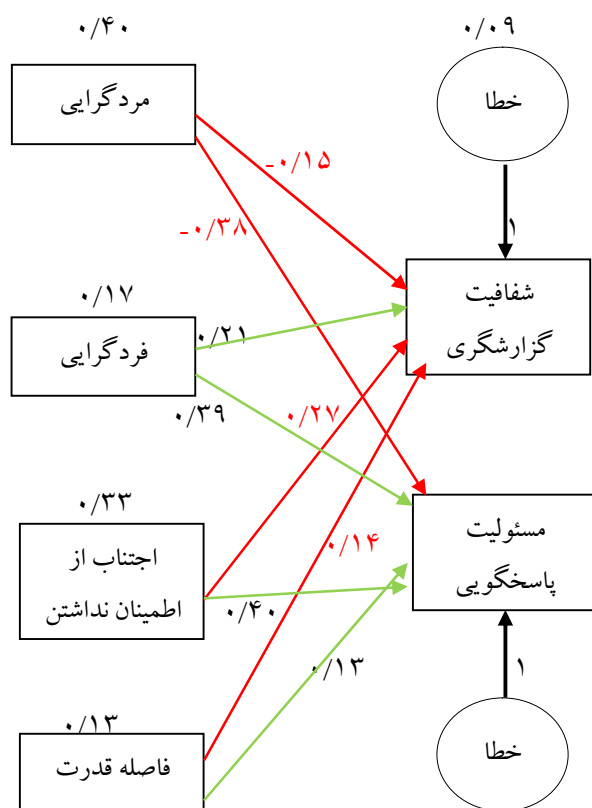 ۰/۴۰
۰/۰۹
مردگرایی
خطا
-۰/۱۵
-۰/۳۸
۱
شفافیت
گزارشگری
۰/۱۷
فردگرایی
۰/۲۱
۰/۳۹
۰/۲۷
۰/۳۳
اجتناب از
اطمینان نداشتن
مسئولیت
پاسخگویی
۰/۱۴
۰/۴۰
۰/۱۳
۱
۰/۱۳
فاصله قدرت
خطا